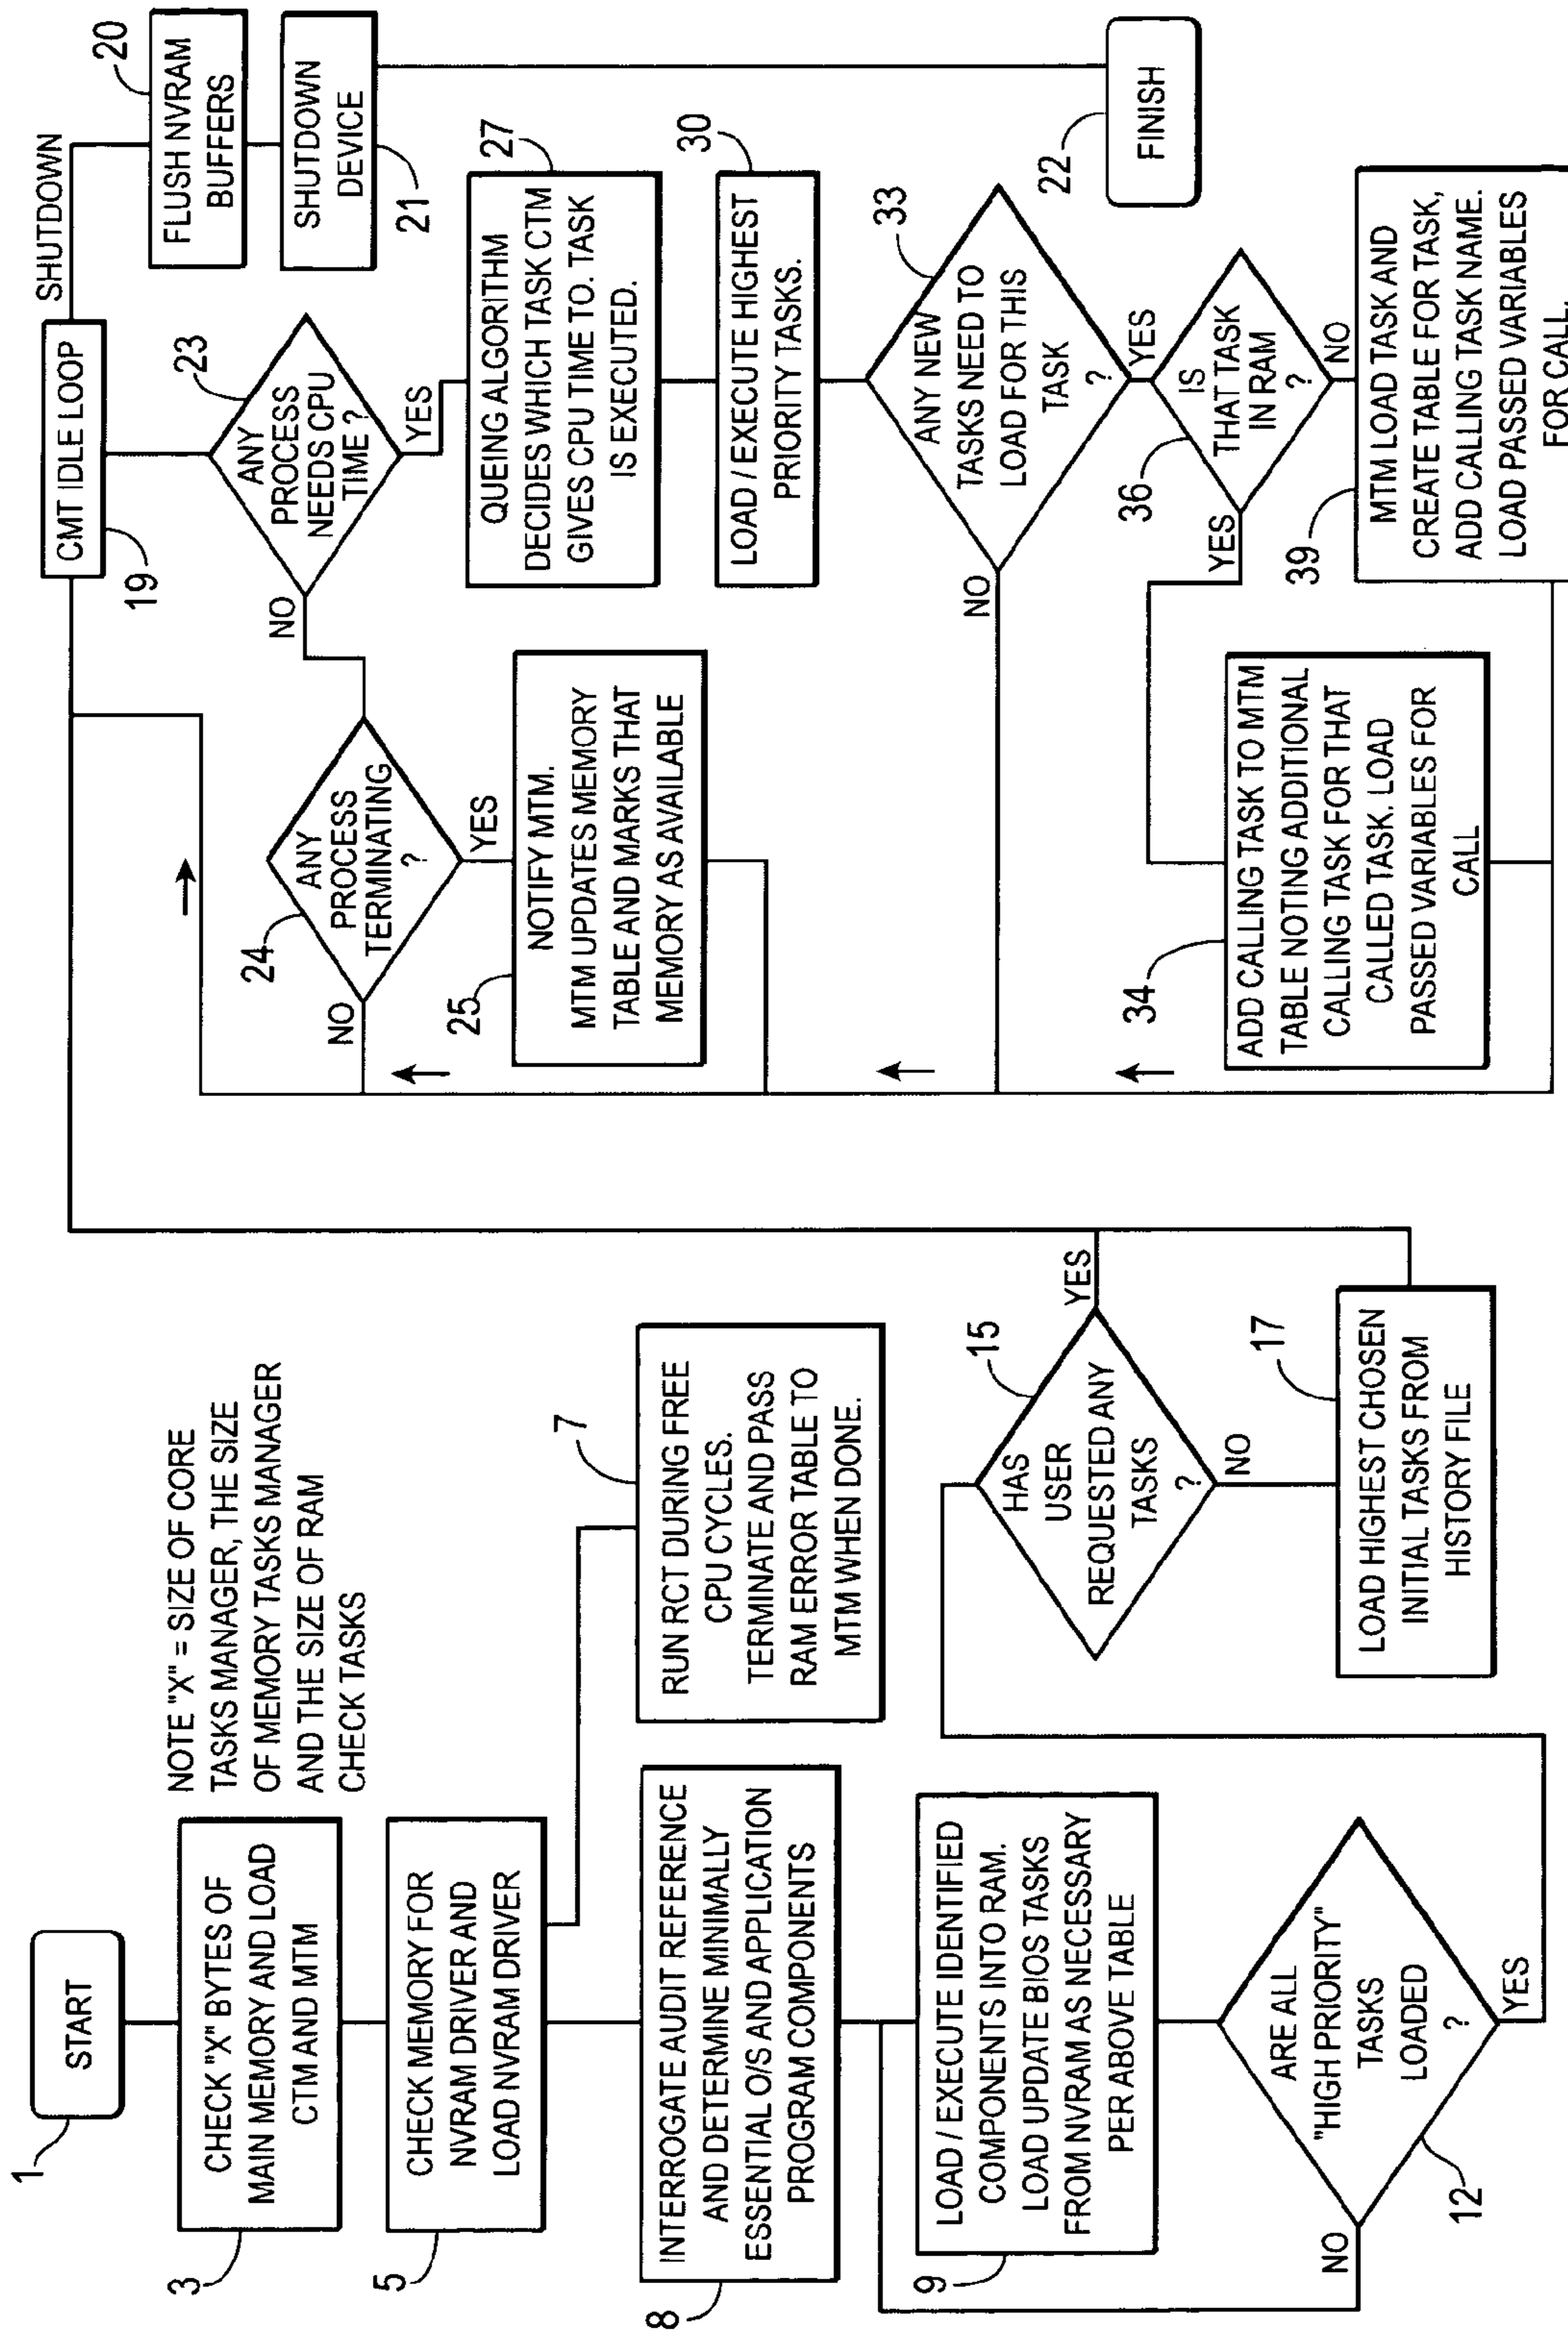 1
START
3
CHECK "X" BYTES OF
MAIN MEMORY AND LOAD
CTM AND MTM
NOTE "X" = SIZE OF CORE
TASKS MANAGER, THE SIZE
OF MEMORY TASKS MANAGER
AND THE SIZE OF RAM
CHECK TASKS
5
CHECK MEMORY FOR
NVRAM DRIVER AND
LOAD NVRAM DRIVER
7
RUN RCT DURING FREE
CPU CYCLES.
TERMINATE AND PASS
RAM ERROR TABLE TO
MTM WHEN DONE.
8
INTERROGATE AUDIT REFERENCE
AND DETERMINE MINIMALLY
ESSENTIAL O/S AND APPLICATION
PROGRAM COMPONENTS
9
LOAD / EXECUTE IDENTIFIED
COMPONENTS INTO RAM.
LOAD UPDATE BIOS TASKS
FROM NVRAM AS NECESSARY
PER ABOVE TABLE
12
ARE ALL
"HIGH PRIORITY"
TASKS
LOADED
?
NO
YES
15
HAS
USER
REQUESTED ANY
TASKS
?
YES
NO
17
LOAD HIGHEST CHOSEN
INITIAL TASKS FROM
HISTORY FILE
CMT IDLE LOOP
19
SHUTDOWN
20
FLUSH NVRAM
BUFFERS
SHUTDOWN
DEVICE
21
22
FINISH
23
ANY
PROCESS
NEEDS CPU
TIME ?
NO
YES
24
ANY
PROCESS
TERMINATING
?
NO
YES
25
NOTIFY MTM.
MTM UPDATES MEMORY
TABLE AND MARKS THAT
MEMORY AS AVAILABLE
27
QUEING ALGORITHM
DECIDES WHICH TASK CTM
GIVES CPU TIME TO. TASK
IS EXECUTED.
30
LOAD / EXECUTE HIGHEST
PRIORITY TASKS.
33
ANY NEW
TASKS NEED TO
LOAD FOR THIS
TASK
?
NO
YES
36
IS
THAT TASK
IN RAM
?
YES
NO
34
ADD CALLING TASK TO MTM
TABLE NOTING ADDITIONAL
CALLING TASK FOR THAT
CALLED TASK. LOAD
PASSED VARIABLES FOR
CALL
39
MTM LOAD TASK AND
CREATE TABLE FOR TASK,
ADD CALLING TASK NAME.
LOAD PASSED VARIABLES
FOR CALL.